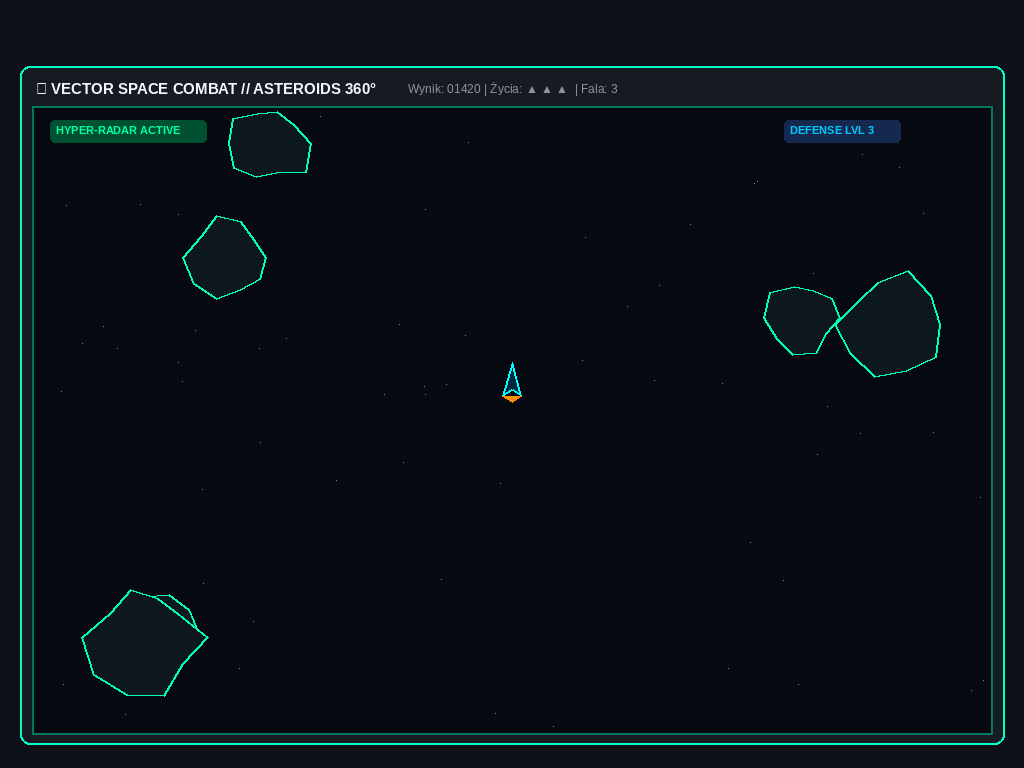 VECTOR SPACE COMBAT // ASTEROIDS 360° Wynik: 01420 | Życia: ▲ ▲ ▲ | Fala: 3
HYPER-RADAR ACTIVE
DEFENSE LVL 3